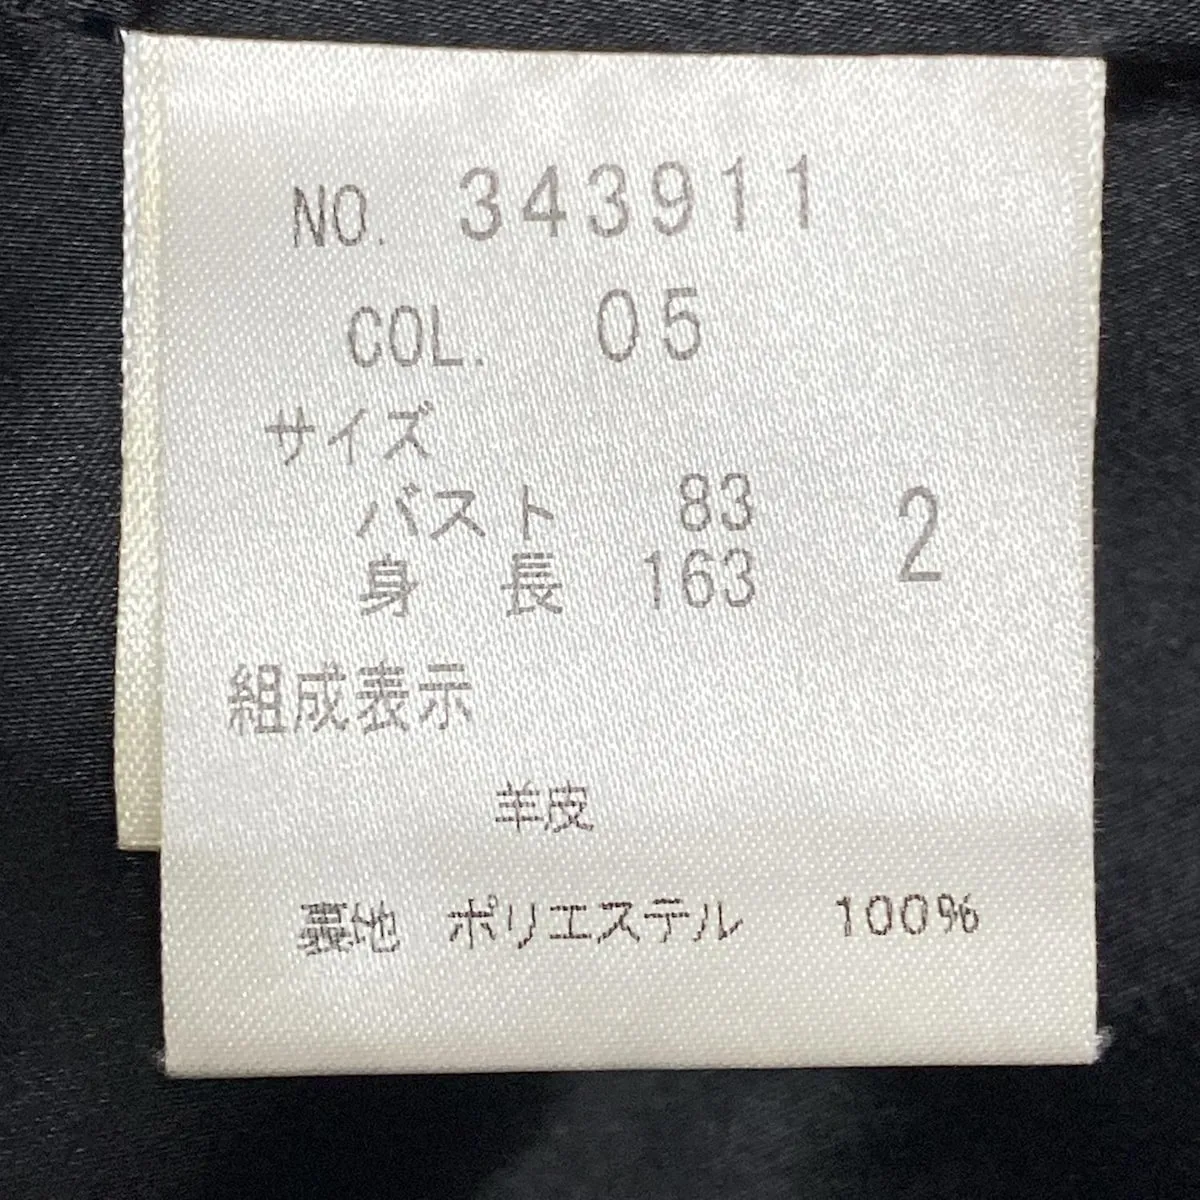 NO. 343911
COL. 05
サイズ
バスト 83
2
身長 163
組成表示
羊皮
裏地 ポリエステル 100%